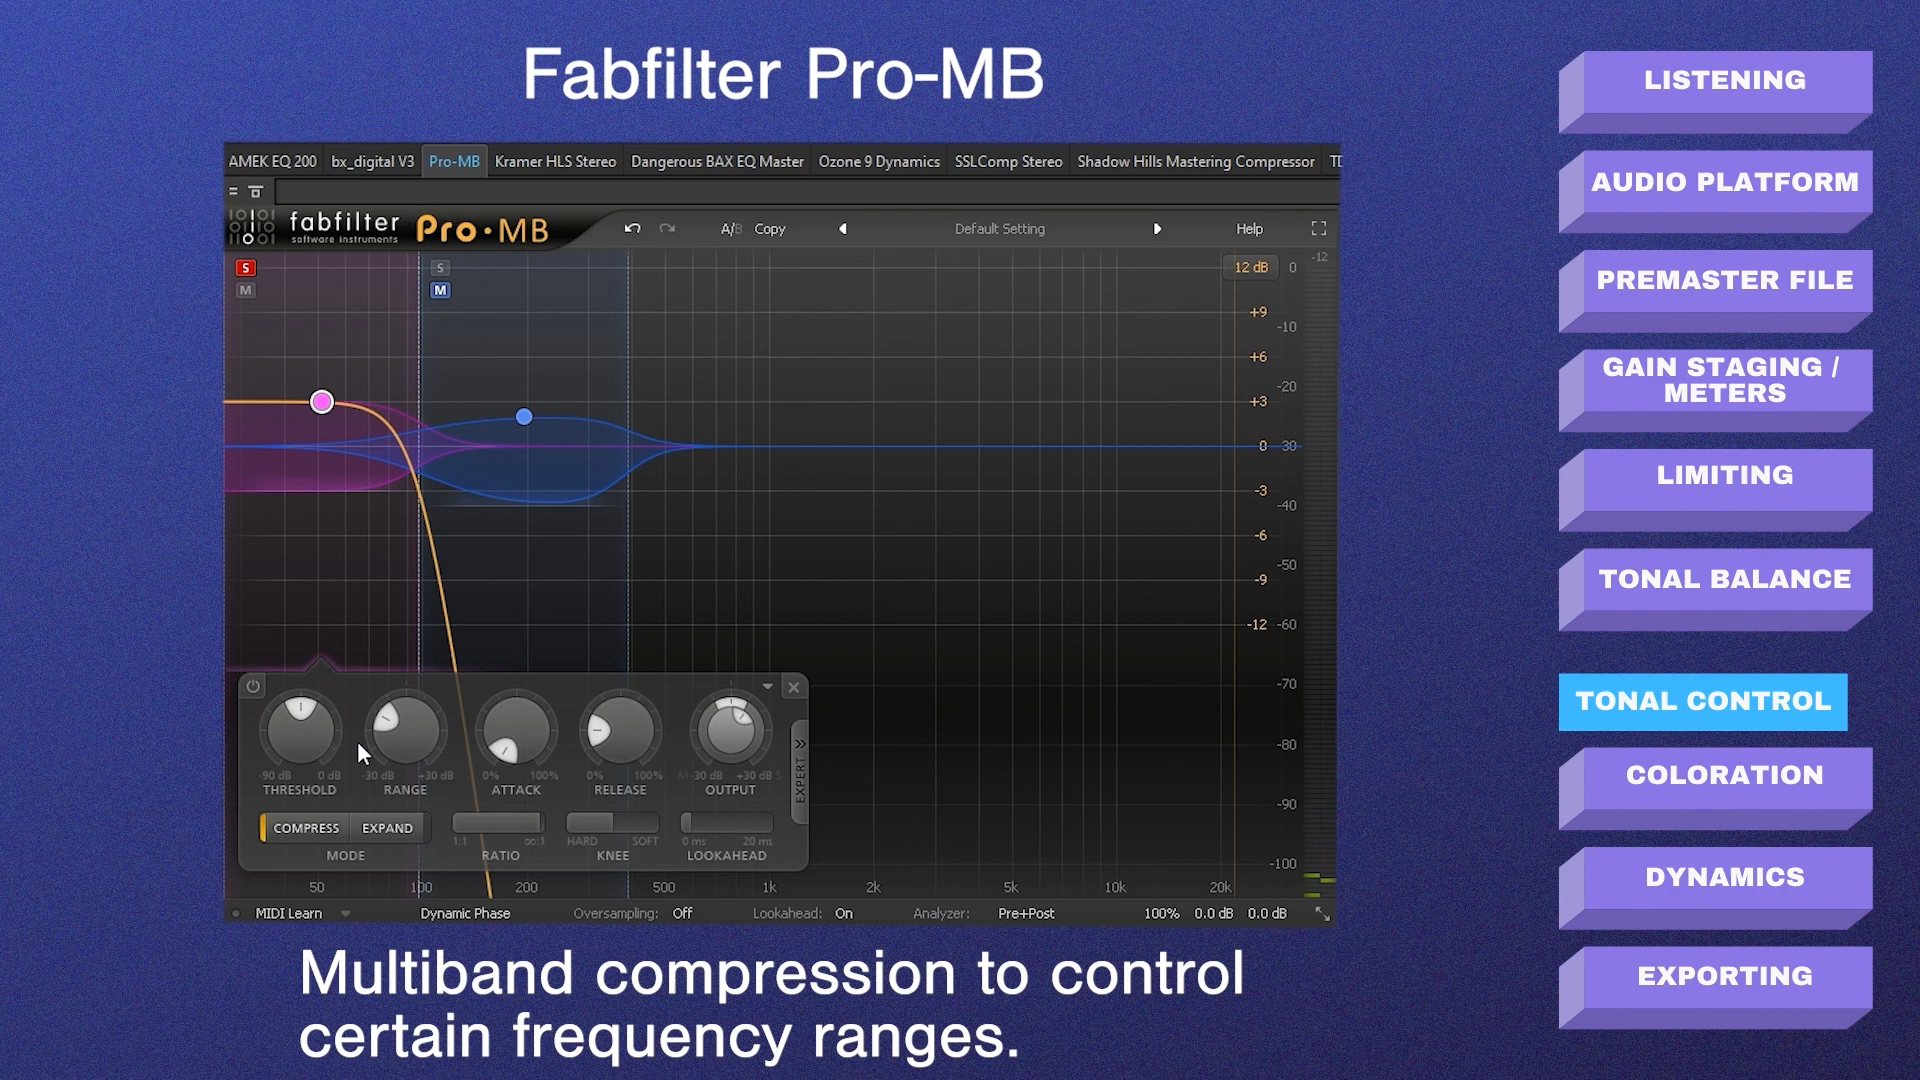 Fabfilter Pro-MB
AMEK EQ 200 bx_digital V3 Pro-MB Kramer HLS Stereo Dangerous BAX EQ Master Ozone 9 Dynamics SSLComp Stereo Shadow Hills Mastering Compressor
fabfilter Pro·MB
software instruments
A/B Copy Default Setting Help
S S 12 dB 0 -12
M M
+9 -10
+6
-20
+3
0 -30
-3
-40
-6
-50
-9
-12 -60
-70
-80
-90
-100
-90 dB 0 dB -30 dB +30 dB 0% 100% 0% 100% M -30 dB +30 dB S
THRESHOLD RANGE ATTACK RELEASE OUTPUT
EXPERT
COMPRESS EXPAND
1:1 ∞:1 HARD SOFT 0 ms 20 ms
MODE RATIO KNEE LOOKAHEAD
50 100 200 500 1k 2k 5k 10k 20k
MIDI Learn Dynamic Phase Oversampling: Off Lookahead: On Analyzer: Pre+Post 100% 0.0 dB 0.0 dB
Multiband compression to control
certain frequency ranges.
LISTENING
AUDIO PLATFORM
PREMASTER FILE
GAIN STAGING /
METERS
LIMITING
TONAL BALANCE
TONAL CONTROL
COLORATION
DYNAMICS
EXPORTING